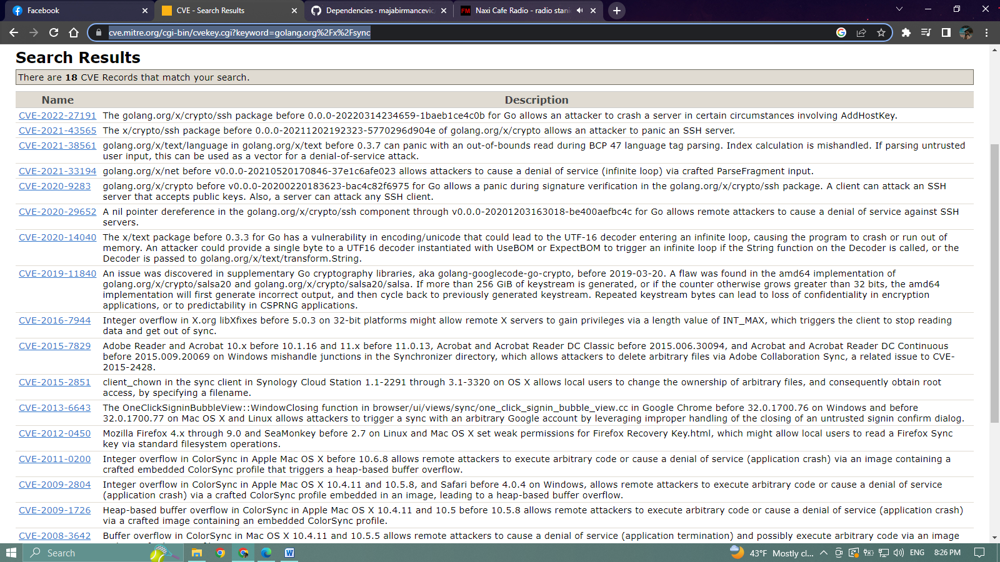 Facebook
CVE - Search Results
Dependencies · majabirmancevic
Naxi Cafe Radio - radio stani
cve.mitre.org/cgi-bin/cvekey.cgi?keyword=golang.org%2Fx%2Fsync
Search Results
There are 18 CVE Records that match your search.
Name Description
CVE-2022-27191 The golang.org/x/crypto/ssh package before 0.0.0-20220314234659-1baeb1ce4c0b for Go allows an attacker to crash a server in certain circumstances involving AddHostKey.
CVE-2021-43565 The x/crypto/ssh package before 0.0.0-20211202192323-5770296d904e of golang.org/x/crypto allows an attacker to panic an SSH server.
CVE-2021-38561 golang.org/x/text/language in golang.org/x/text before 0.3.7 can panic with an out-of-bounds read during BCP 47 language tag parsing. Index calculation is mishandled. If parsing untrusted
user input, this can be used as a vector for a denial-of-service attack.
CVE-2021-33194 golang.org/x/net before v0.0.0-20210520170846-37e1c6afe023 allows attackers to cause a denial of service (infinite loop) via crafted ParseFragment input.
CVE-2020-9283 golang.org/x/crypto before v0.0.0-20200220183623-bac4c82f6975 for Go allows a panic during signature verification in the golang.org/x/crypto/ssh package. A client can attack an SSH
server that accepts public keys. Also, a server can attack any SSH client.
CVE-2020-29652 A nil pointer dereference in the golang.org/x/crypto/ssh component through v0.0.0-20201203163018-be400aefbc4c for Go allows remote attackers to cause a denial of service against SSH
servers.
CVE-2020-14040 The x/text package before 0.3.3 for Go has a vulnerability in encoding/unicode that could lead to the UTF-16 decoder entering an infinite loop, causing the program to crash or run out of
memory. An attacker could provide a single byte to a UTF16 decoder instantiated with UseBOM or ExpectBOM to trigger an infinite loop if the String function on the Decoder is called, or the
Decoder is passed to golang.org/x/text/transform.String.
CVE-2019-11840 An issue was discovered in supplementary Go cryptography libraries, aka golang-googlecode-go-crypto, before 2019-03-20. A flaw was found in the amd64 implementation of
golang.org/x/crypto/salsa20 and golang.org/x/crypto/salsa20/salsa. If more than 256 GiB of keystream is generated, or if the counter otherwise grows greater than 32 bits, the amd64
implementation will first generate incorrect output, and then cycle back to previously generated keystream. Repeated keystream bytes can lead to loss of confidentiality in encryption
applications, or to predictability in CSPRNG applications.
CVE-2016-7944 Integer overflow in X.org libXfixes before 5.0.3 on 32-bit platforms might allow remote X servers to gain privileges via a length value of INT_MAX, which triggers the client to stop reading
data and get out of sync.
CVE-2015-7829 Adobe Reader and Acrobat 10.x before 10.1.16 and 11.x before 11.0.13, Acrobat and Acrobat Reader DC Classic before 2015.006.30094, and Acrobat and Acrobat Reader DC Continuous
before 2015.009.20069 on Windows mishandle junctions in the Synchronizer directory, which allows attackers to delete arbitrary files via Adobe Collaboration Sync, a related issue to CVE-
2015-2428.
CVE-2015-2851 client_chown in the sync client in Synology Cloud Station 1.1-2291 through 3.1-3320 on OS X allows local users to change the ownership of arbitrary files, and consequently obtain root
access, by specifying a filename.
CVE-2013-6643 The OneClickSigninBubbleView::WindowClosing function in browser/ui/views/sync/one_click_signin_bubble_view.cc in Google Chrome before 32.0.1700.76 on Windows and before
32.0.1700.77 on Mac OS X and Linux allows attackers to trigger a sync with an arbitrary Google account by leveraging improper handling of the closing of an untrusted signin confirm dialog.
CVE-2012-0450 Mozilla Firefox 4.x through 9.0 and SeaMonkey before 2.7 on Linux and Mac OS X set weak permissions for Firefox Recovery Key.html, which might allow local users to read a Firefox Sync
key via standard filesystem operations.
CVE-2011-0200 Integer overflow in ColorSync in Apple Mac OS X before 10.6.8 allows remote attackers to execute arbitrary code or cause a denial of service (application crash) via an image containing a
crafted embedded ColorSync profile that triggers a heap-based buffer overflow.
CVE-2009-2804 Integer overflow in ColorSync in Apple Mac OS X 10.4.11 and 10.5.8, and Safari before 4.0.4 on Windows, allows remote attackers to execute arbitrary code or cause a denial of service
(application crash) via a crafted ColorSync profile embedded in an image, leading to a heap-based buffer overflow.
CVE-2009-1726 Heap-based buffer overflow in ColorSync in Apple Mac OS X 10.4.11 and 10.5 before 10.5.8 allows remote attackers to execute arbitrary code or cause a denial of service (application crash)
via a crafted image containing an embedded ColorSync profile.
CVE-2008-3642 Buffer overflow in ColorSync in Mac OS X 10.4.11 and 10.5.5 allows remote attackers to cause a denial of service (application termination) and possibly execute arbitrary code via an image
Search
43°F Mostly cl...
ENG
8:26 PM